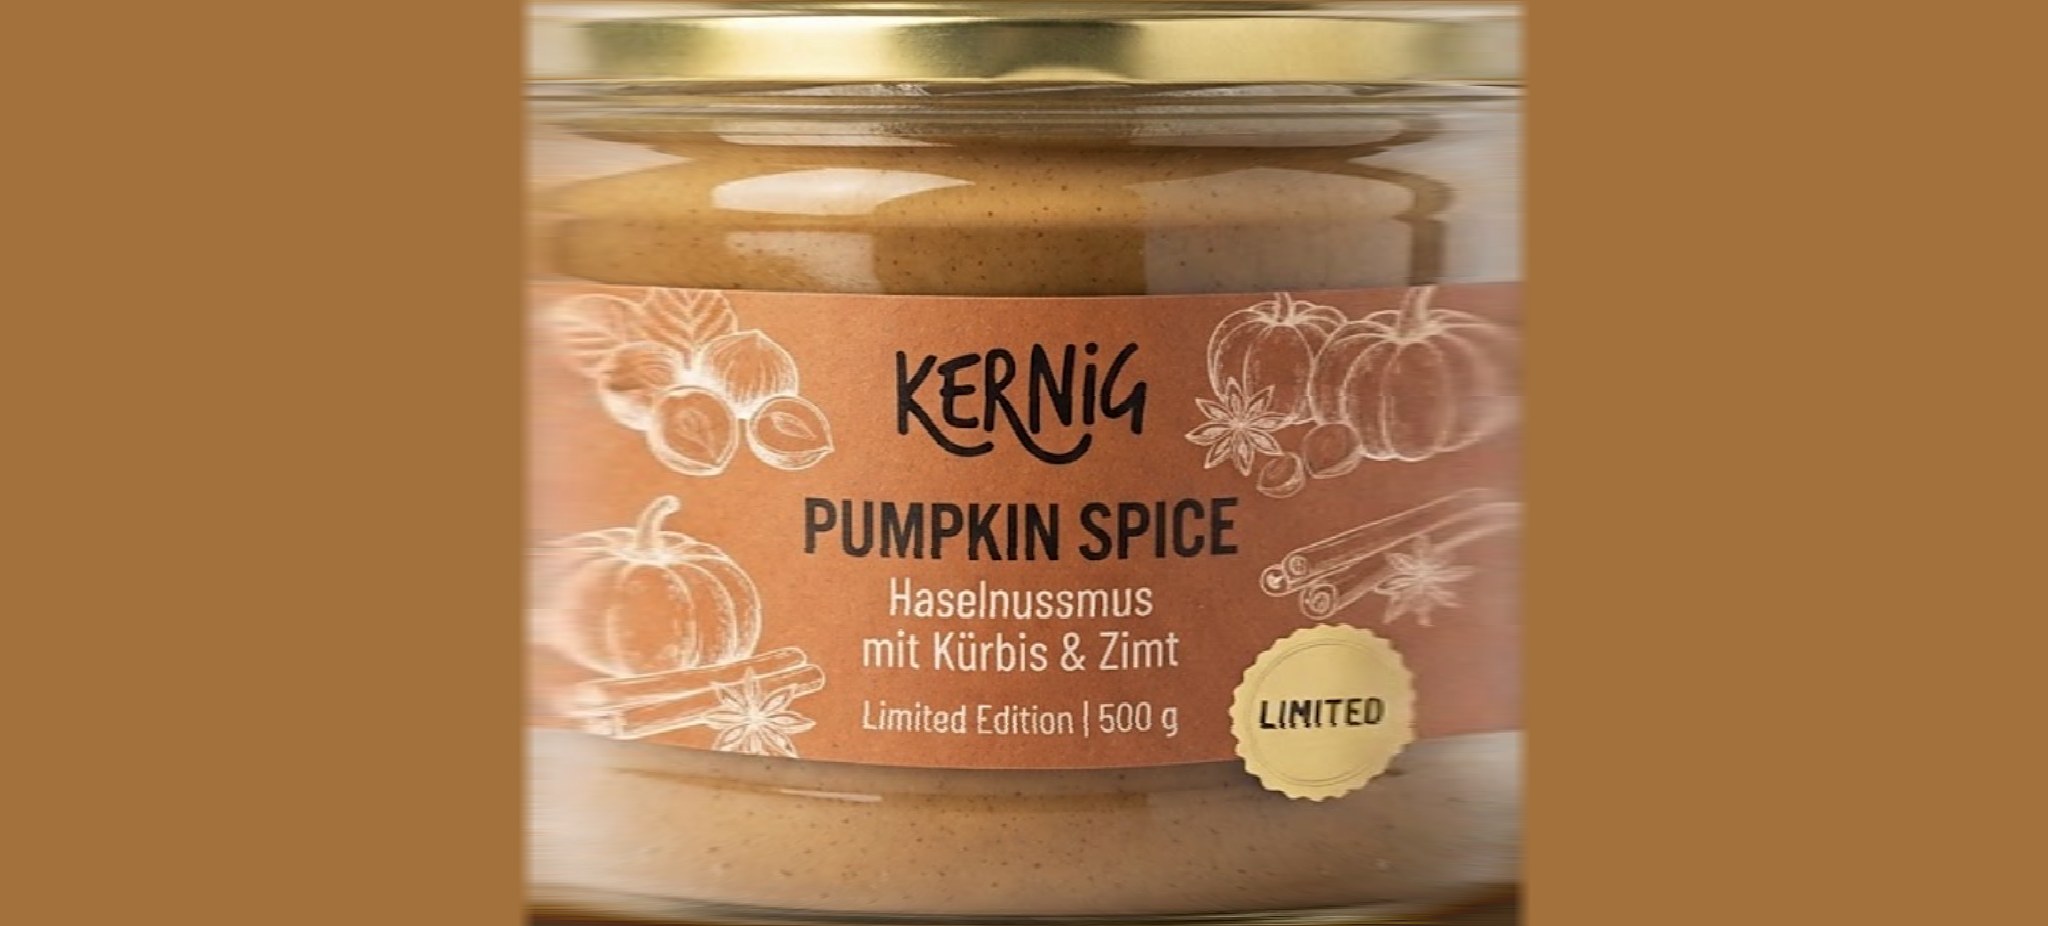 KERNiG
PUMPKIN SPICE
Haselnussmus
mit Kürbis & Zimt
Limited Edition | 500 g
LIMITED